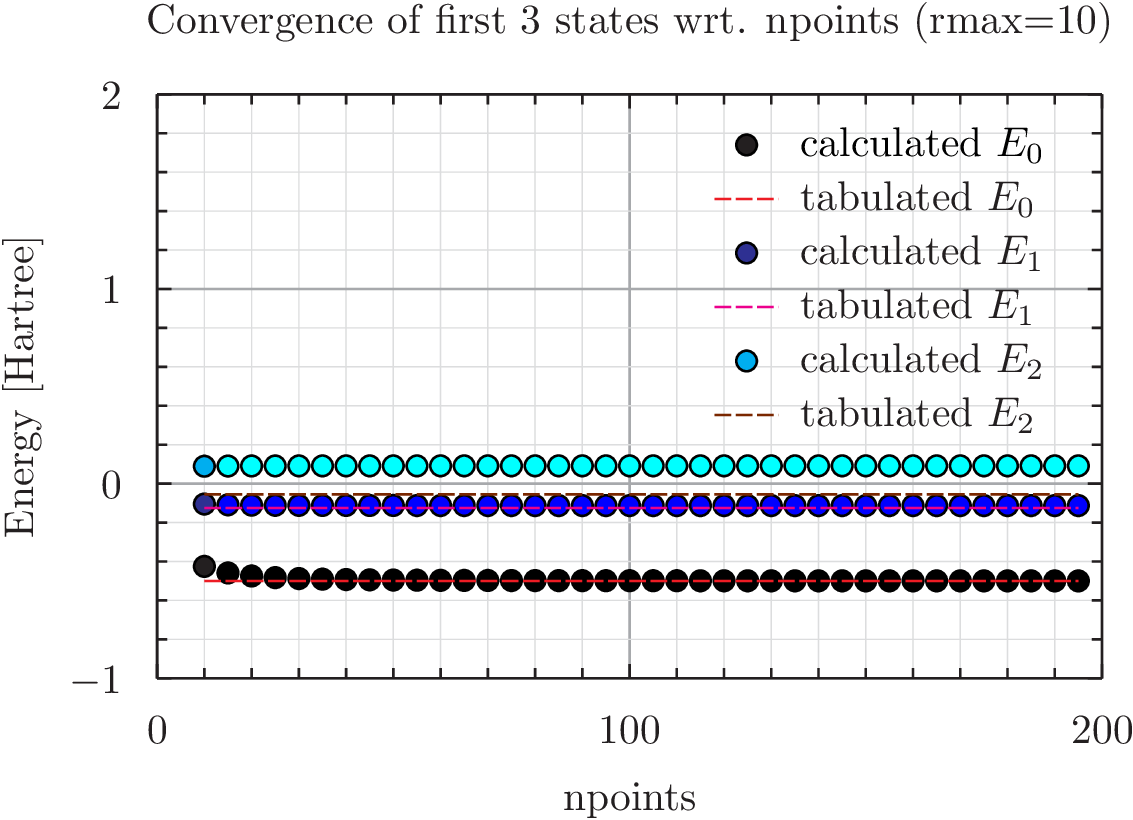 Convergence of first 3 states wrt. npoints (rmax=10)
2
1
0
−1
Energy [Hartree]
calculated E0
tabulated E0
calculated E1
tabulated E1
calculated E2
tabulated E2
0 100 200
npoints